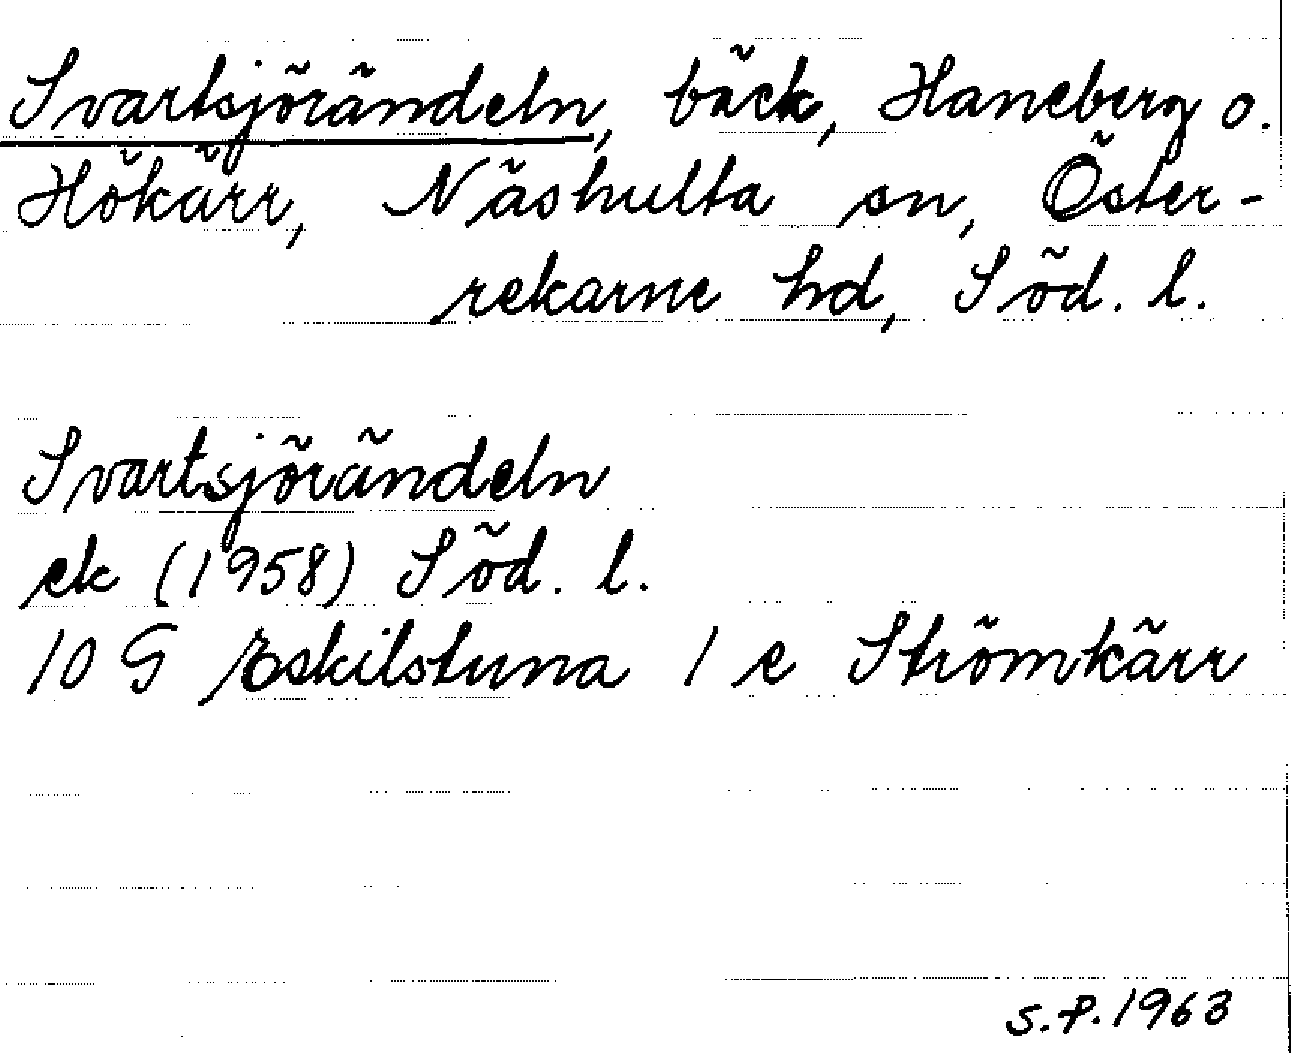 Svartsjörändeln, bäck, Haneberg o.
Hökärr, Näshulta sn, Öster-
rekarne hd, Söd. l.
Svartsjörändeln
ek (1958) Söd. l.
10 G Eskilstuna 1 e Strömkärr
S.P. 1963